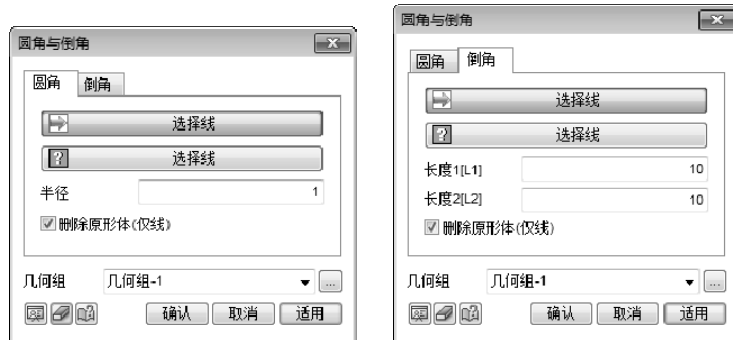 圆角与倒角
圆角 倒角
选择线
选择线
半径 1
删除原形体(仅线)
几何组 几何组-1
确认 取消 适用
圆角与倒角
圆角 倒角
选择线
选择线
长度1[L1] 10
长度2[L2] 10
删除原形体(仅线)
几何组 几何组-1
确认 取消 适用